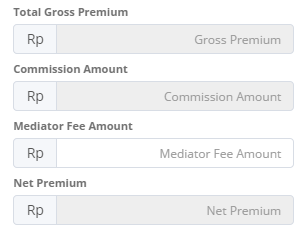 Total Gross Premium
Rp Gross Premium
Commission Amount
Rp Commission Amount
Mediator Fee Amount
Rp Mediator Fee Amount
Net Premium
Rp Net Premium